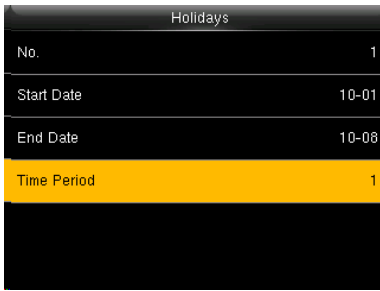 Holidays
No. 1
Start Date 10-01
End Date 10-08
Time Period 1